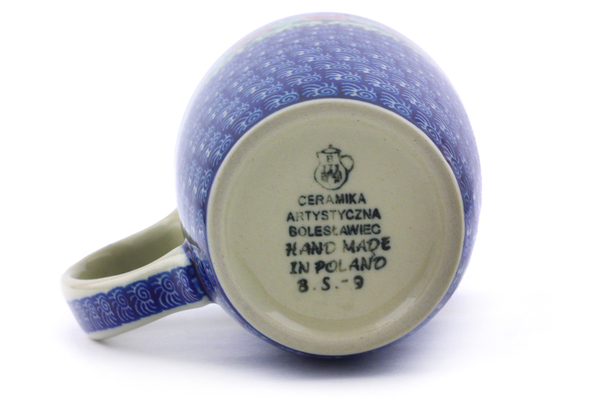 CERAMIKA
ARTYSTYCZNA
BOLESŁAWIEC
HAND MADE
IN POLAND
B.S.-9